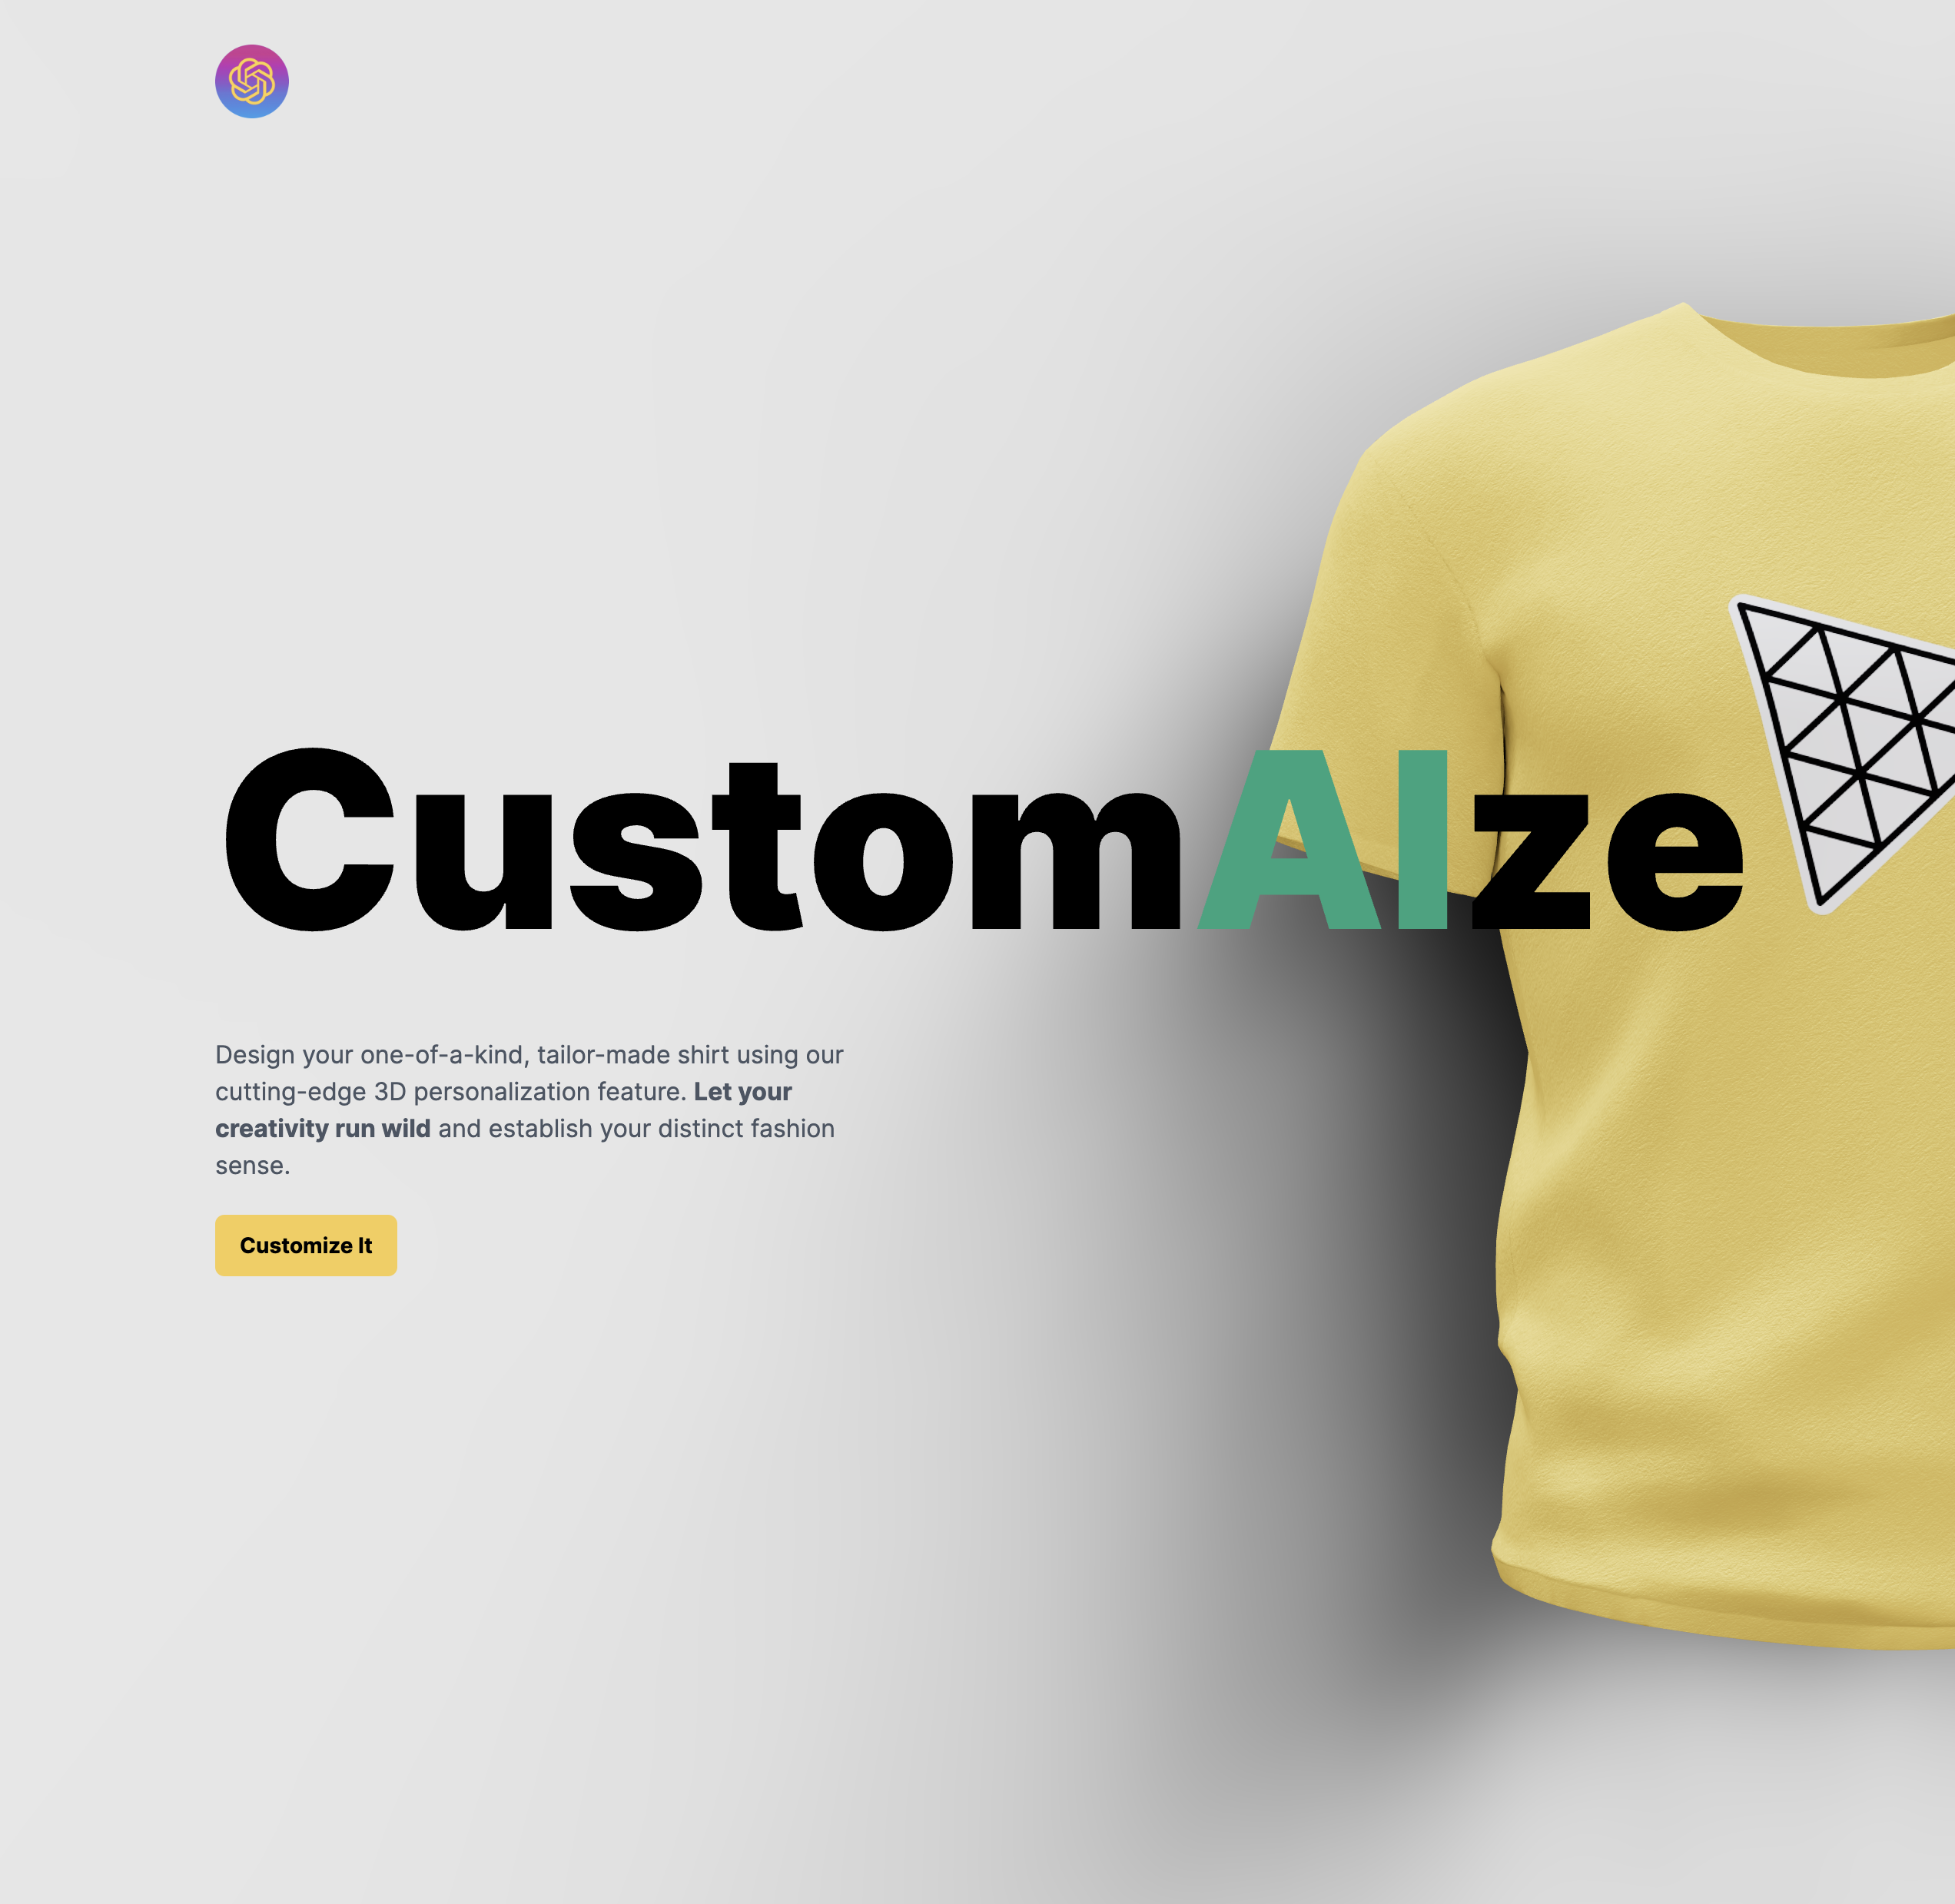 CustomAIze
Design your one-of-a-kind, tailor-made shirt using our
cutting-edge 3D personalization feature. Let your
creativity run wild and establish your distinct fashion
sense.
Customize It